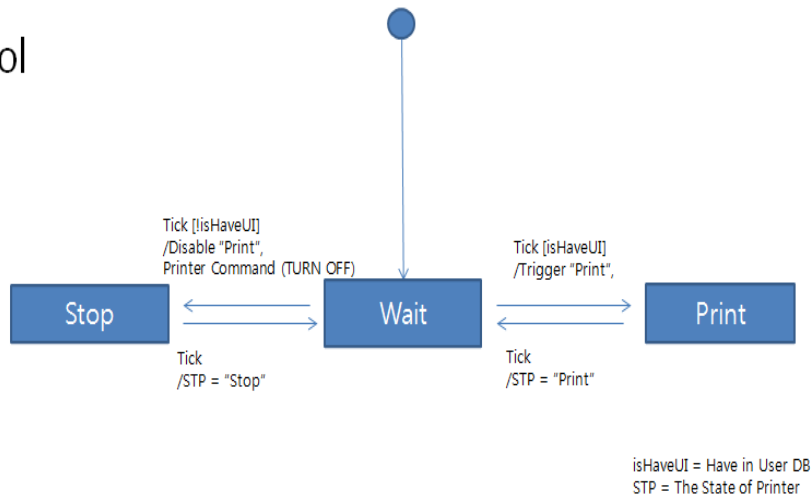 ol
Tick [!isHaveUI]
/Disable "Print",
Printer Command (TURN OFF)
Tick [isHaveUI]
/Trigger "Print",
Stop
Wait
Print
Tick
/STP = "Stop"
Tick
/STP = "Print"
isHaveUI = Have in User DB
STP = The State of Printer